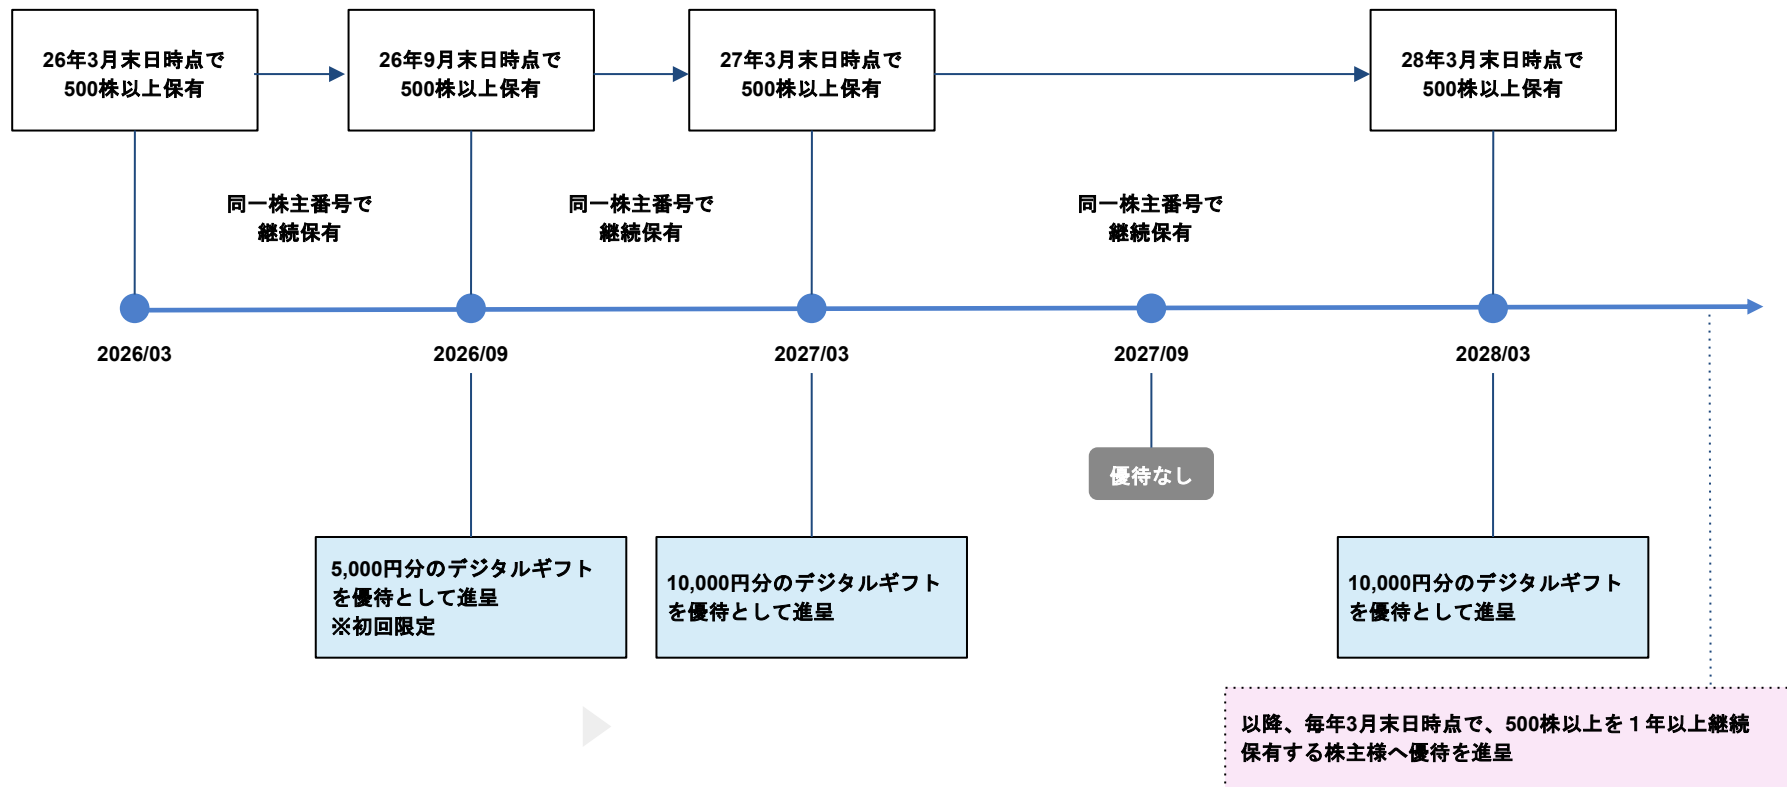 26年3月末日時点で
500株以上保有
26年9月末日時点で
500株以上保有
27年3月末日時点で
500株以上保有
28年3月末日時点で
500株以上保有
同一株主番号で
継続保有
同一株主番号で
継続保有
同一株主番号で
継続保有
2026/03
2026/09
2027/03
2027/09
2028/03
優待なし
5,000円分のデジタルギフト
を優待として進呈
※初回限定
10,000円分のデジタルギフト
を優待として進呈
10,000円分のデジタルギフト
を優待として進呈
以降、毎年3月末日時点で、500株以上を１年以上継続
保有する株主様へ優待を進呈